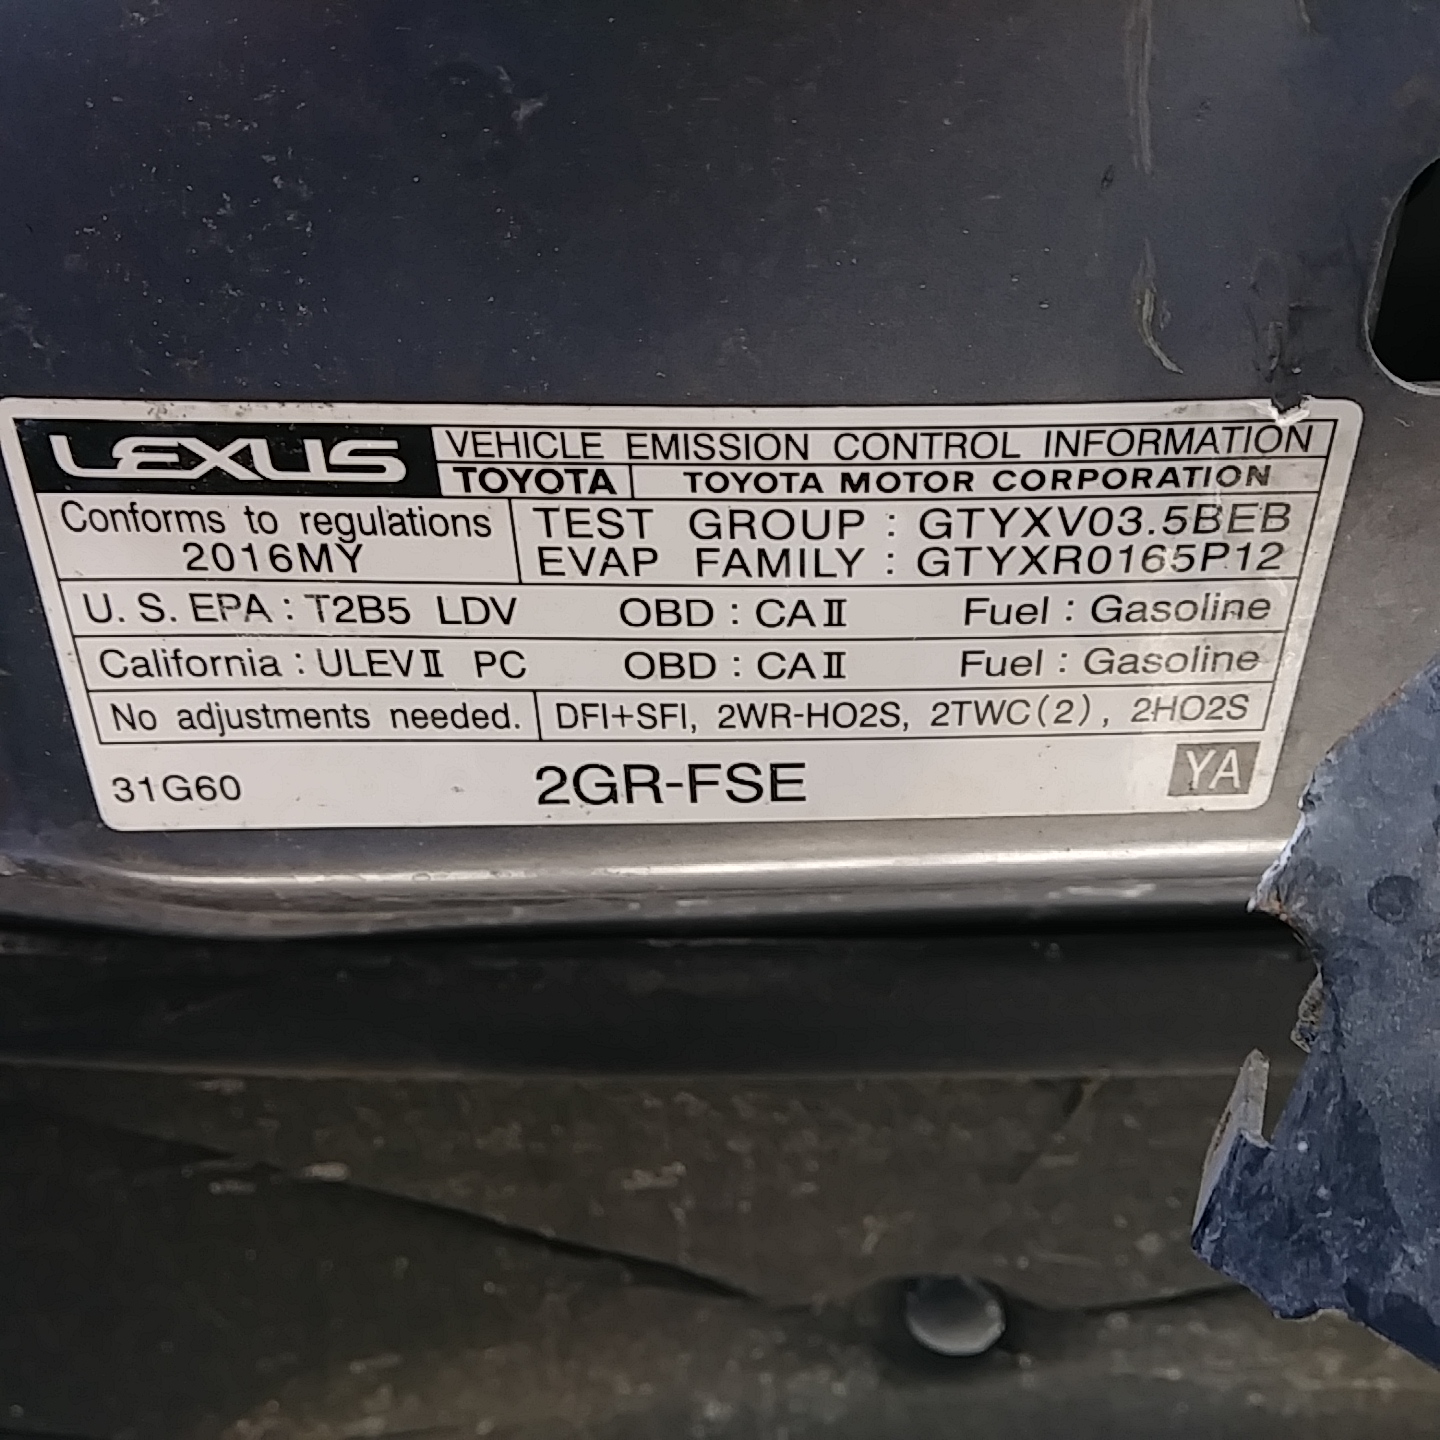 LEXUS VEHICLE EMISSION CONTROL INFORMATION
TOYOTA TOYOTA MOTOR CORPORATION
Conforms to regulations
2016MY
TEST GROUP : GTYXV03.5BEB
EVAP FAMILY : GTYXR0165P12
U. S. EPA : T2B5 LDV OBD : CAⅡ Fuel : Gasoline
California : ULEVⅡ PC OBD : CAⅡ Fuel : Gasoline
No adjustments needed. DFI+SFI, 2WR-HO2S, 2TWC(2), 2HO2S
31G60 2GR-FSE YA